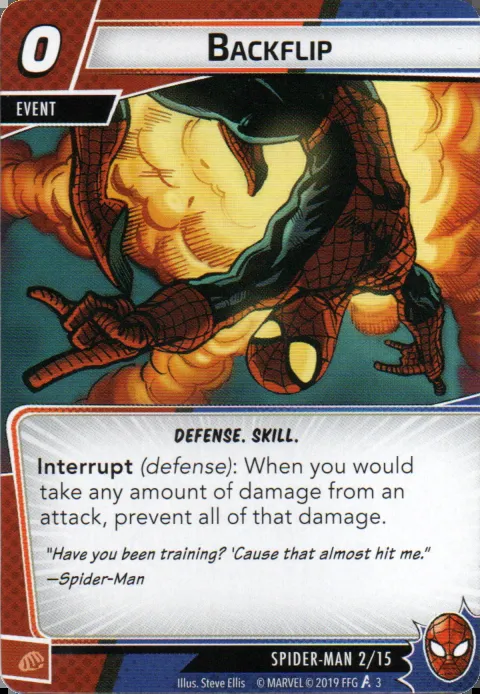 0
BACKFLIP
EVENT
DEFENSE. SKILL.
Interrupt (defense): When you would
take any amount of damage from an
attack, prevent all of that damage.
"Have you been training? 'Cause that almost hit me."
—Spider-Man
SPIDER-MAN 2/15
Illus. Steve Ellis © MARVEL © 2019 FFG 3